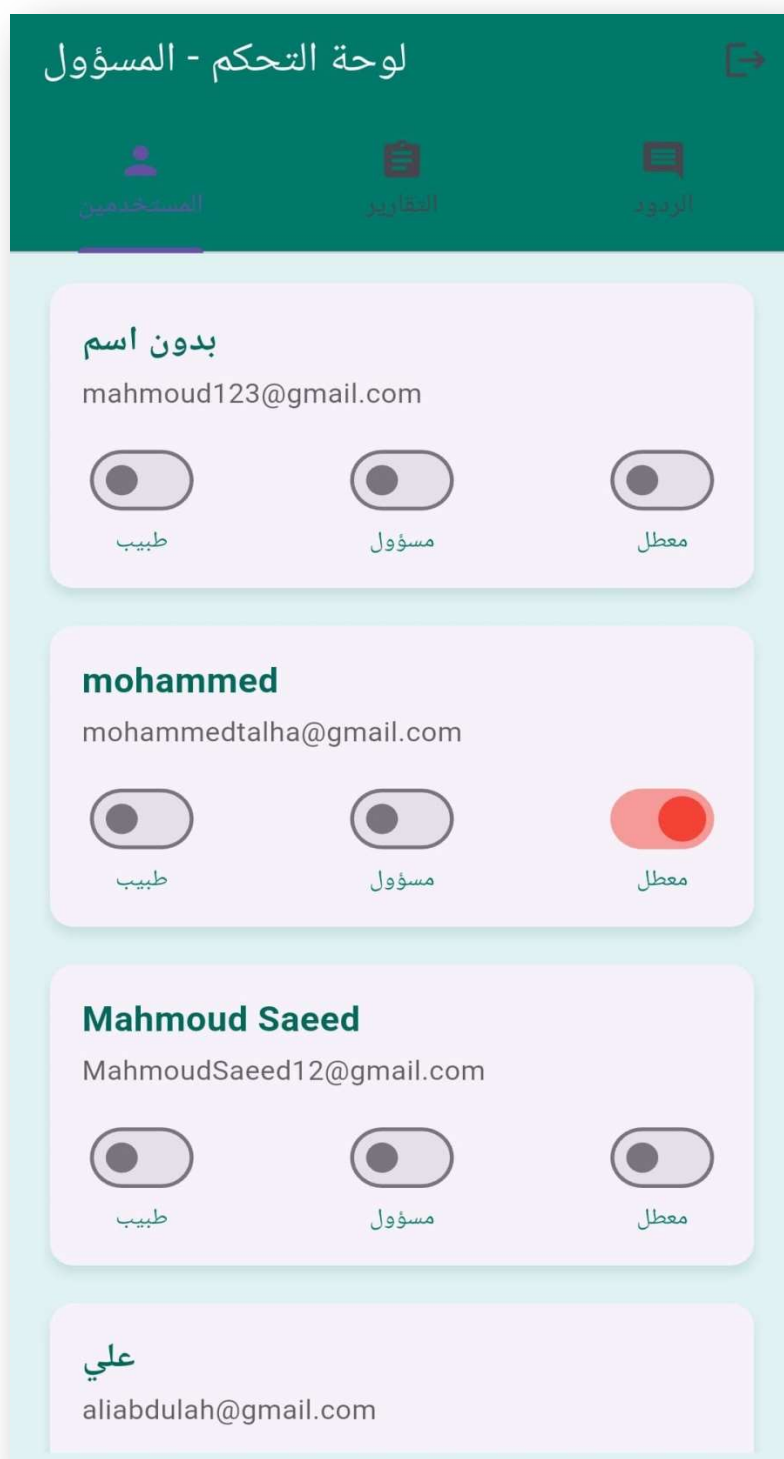 لوحة التحكم - المسؤول
المستخدمين
التقارير
الردود
بدون اسم
mahmoud123@gmail.com
طبيب
مسؤول
معطل
mohammed
mohammedtalha@gmail.com
طبيب
مسؤول
معطل
Mahmoud Saeed
MahmoudSaeed12@gmail.com
طبيب
مسؤول
معطل
علي
aliabdulah@gmail.com